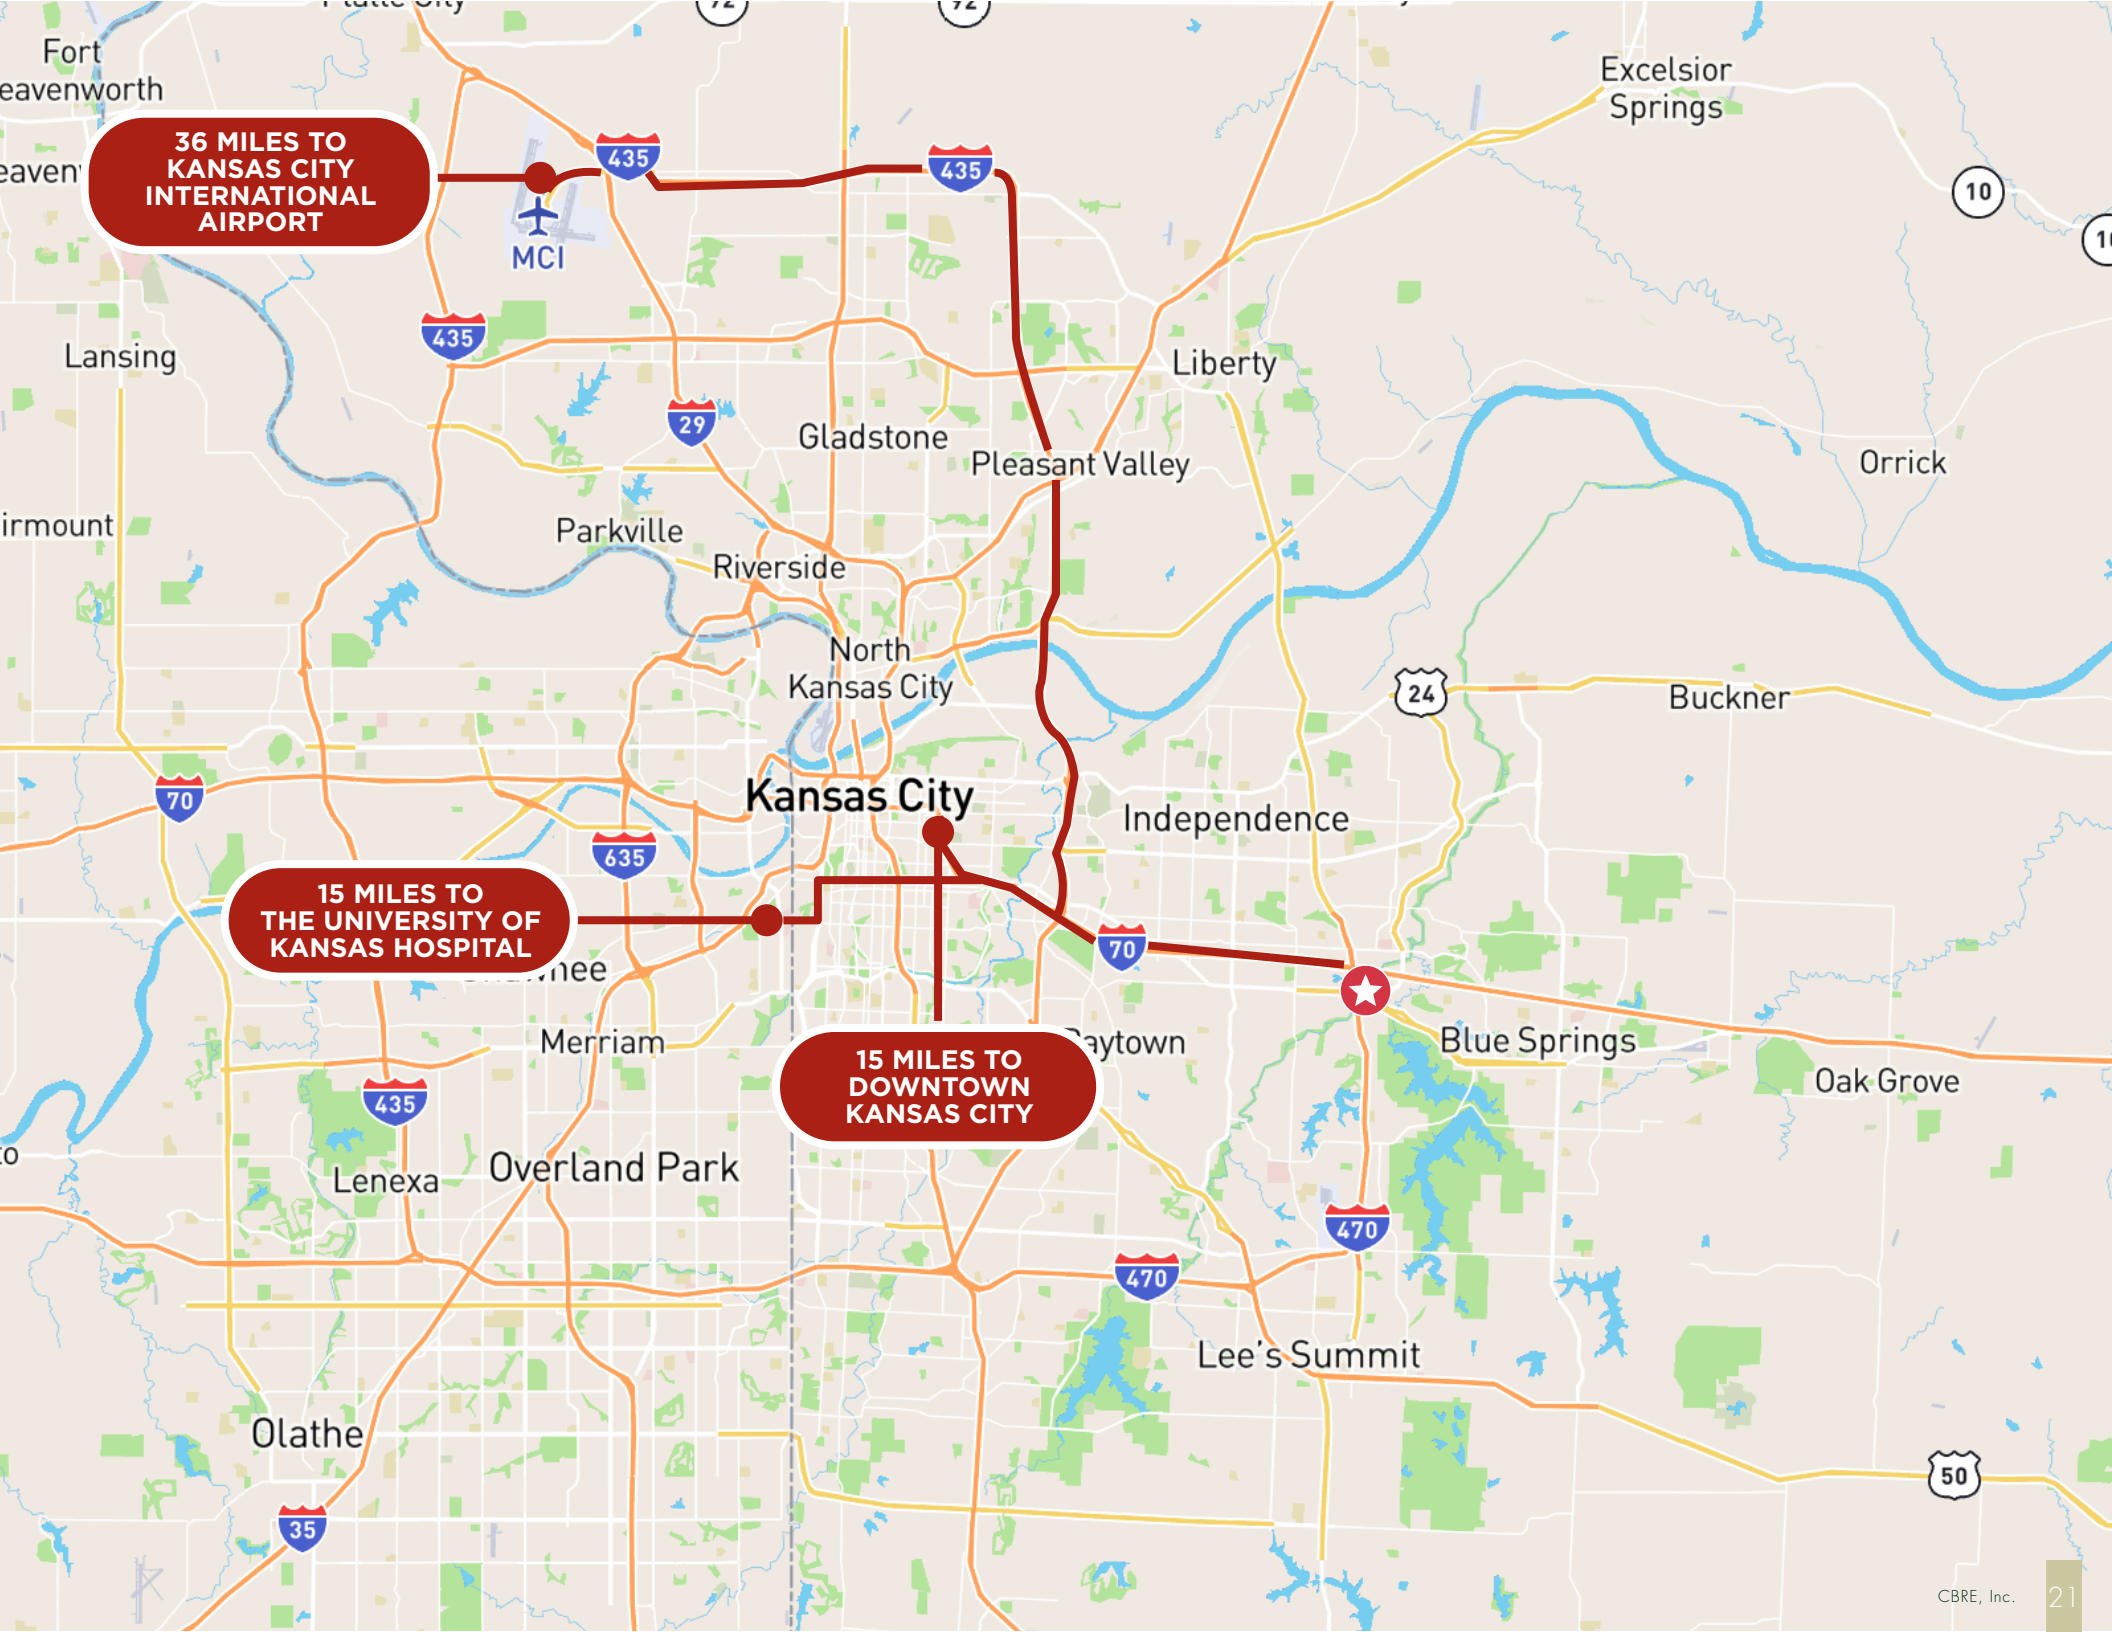 92
92
Fort
eavenworth
Excelsior
Springs
36 MILES TO
KANSAS CITY
INTERNATIONAL
AIRPORT
435
435
10
MCI
435
Lansing
Liberty
29
Gladstone
Pleasant Valley
Orrick
irmount
Parkville
Riverside
North
Kansas City
24
Buckner
70
Kansas City
Independence
635
15 MILES TO
THE UNIVERSITY OF
KANSAS HOSPITAL
70
Merriam
15 MILES TO
DOWNTOWN
KANSAS CITY
Raytown
Blue Springs
Oak Grove
435
Lenexa
Overland Park
470
470
Lee's Summit
Olathe
50
35
CBRE, Inc.
21